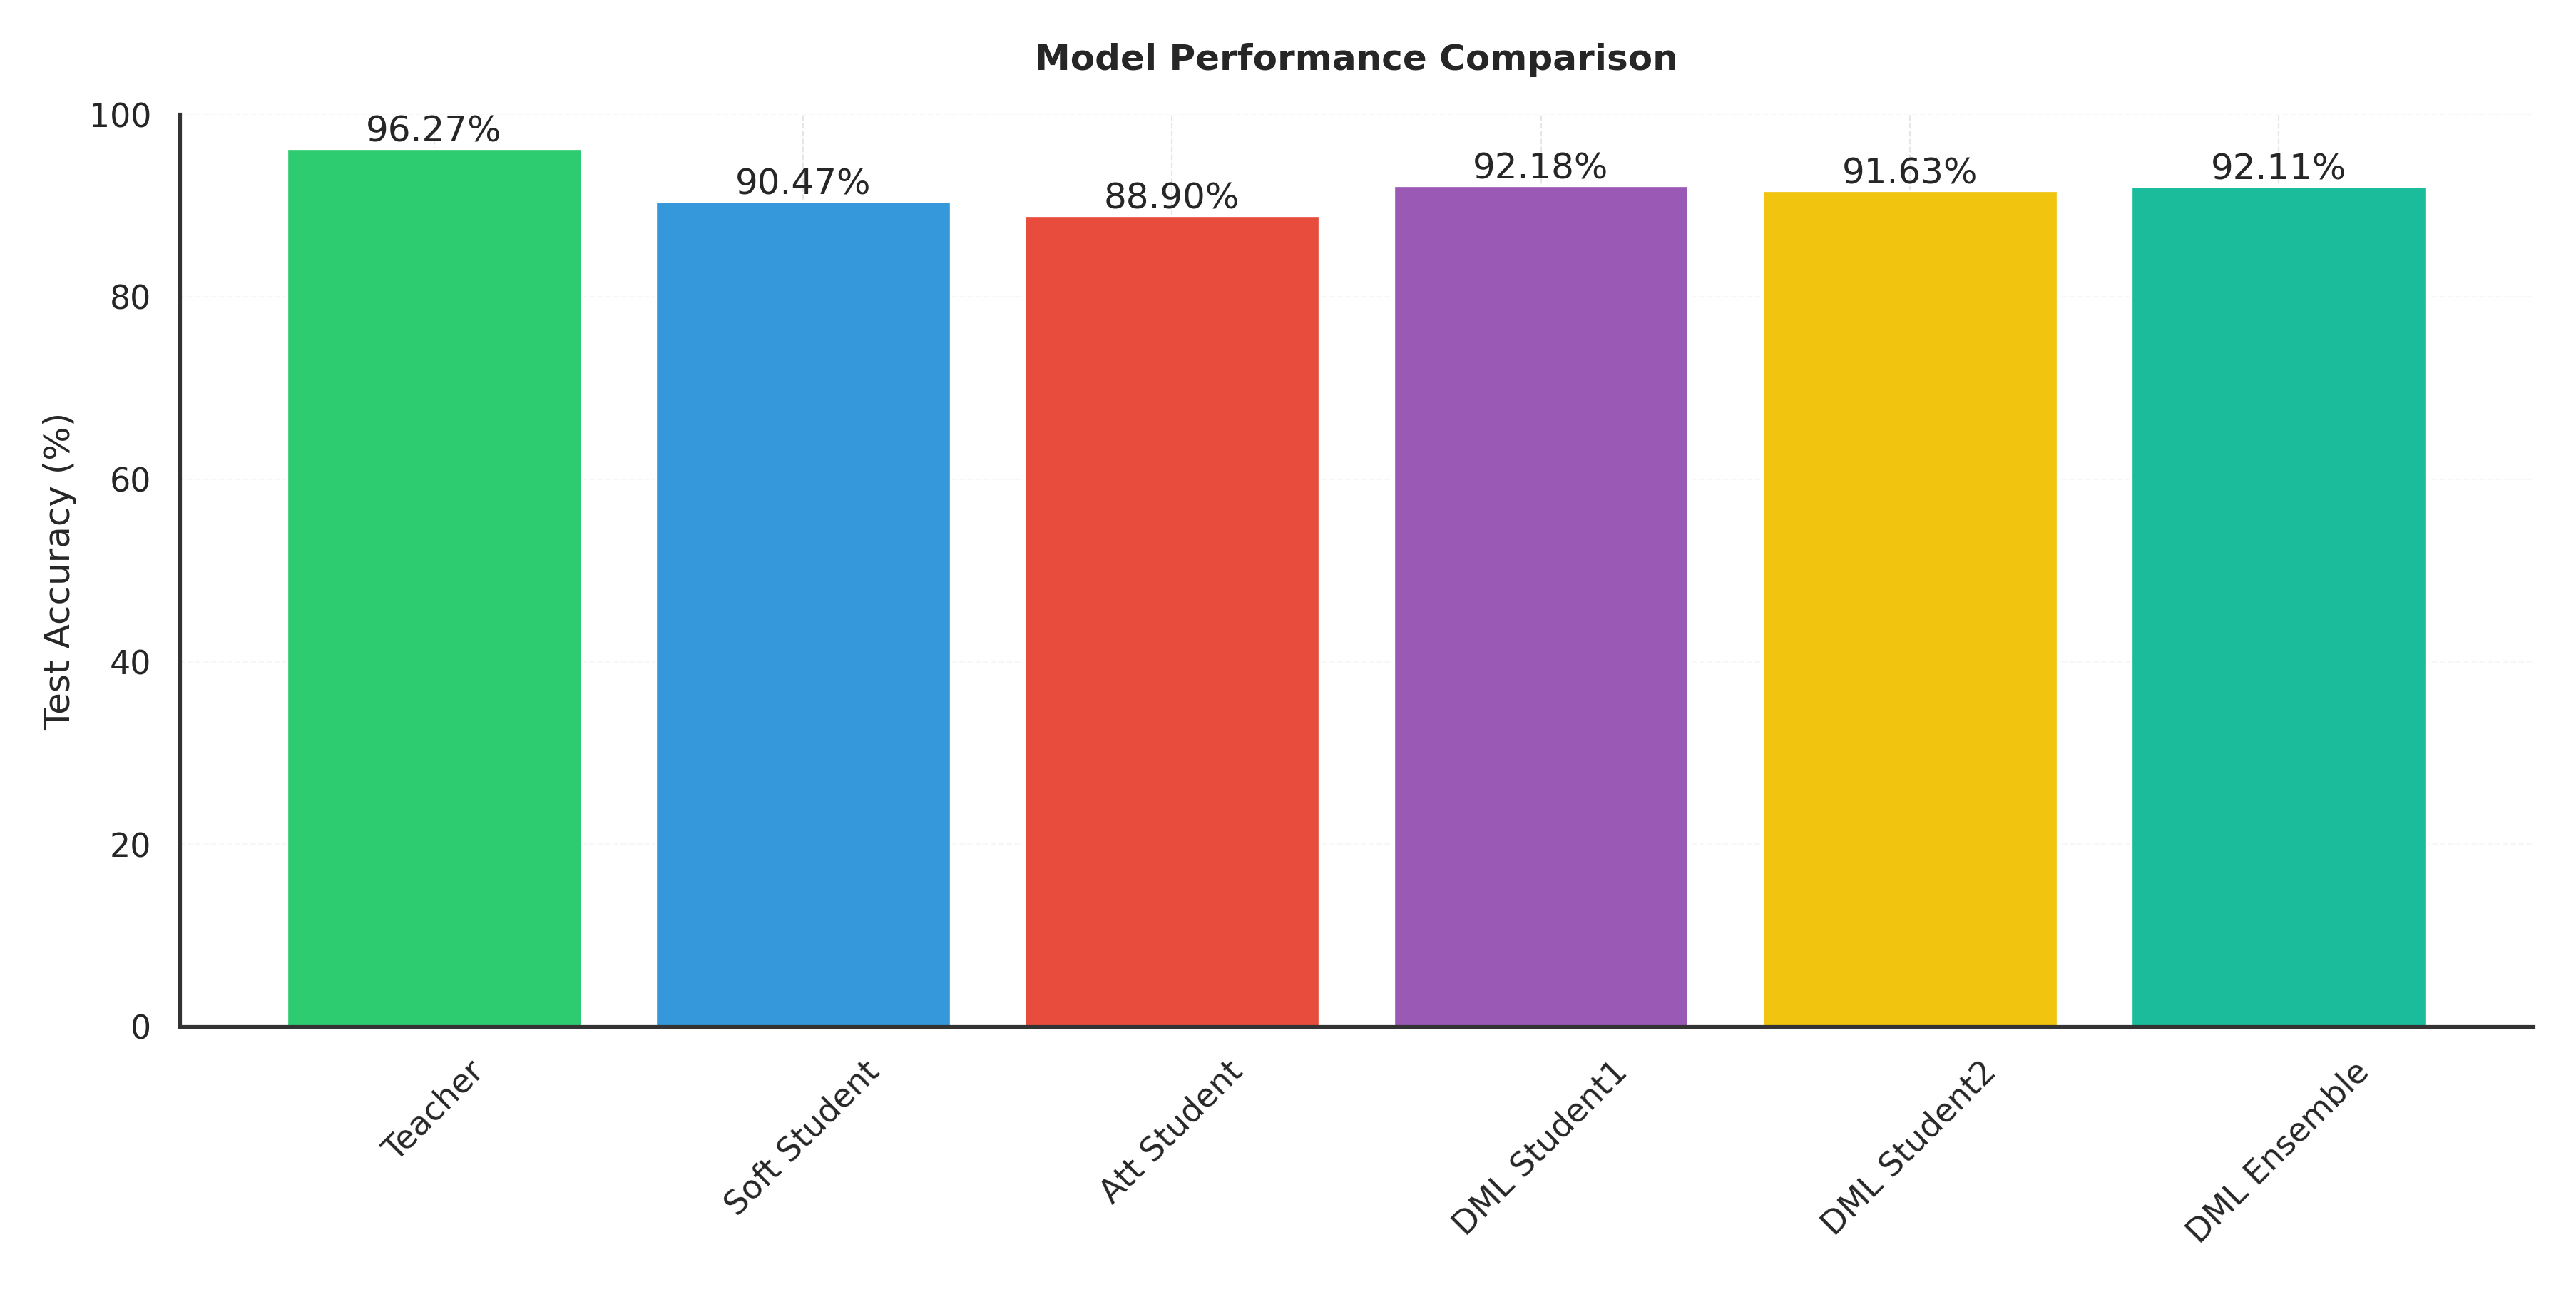 Model Performance Comparison
100
80
60
40
20
0
Test Accuracy (%)
96.27%
90.47%
88.90%
92.18%
91.63%
92.11%
Teacher
Soft Student
Att Student
DML Student1
DML Student2
DML Ensemble